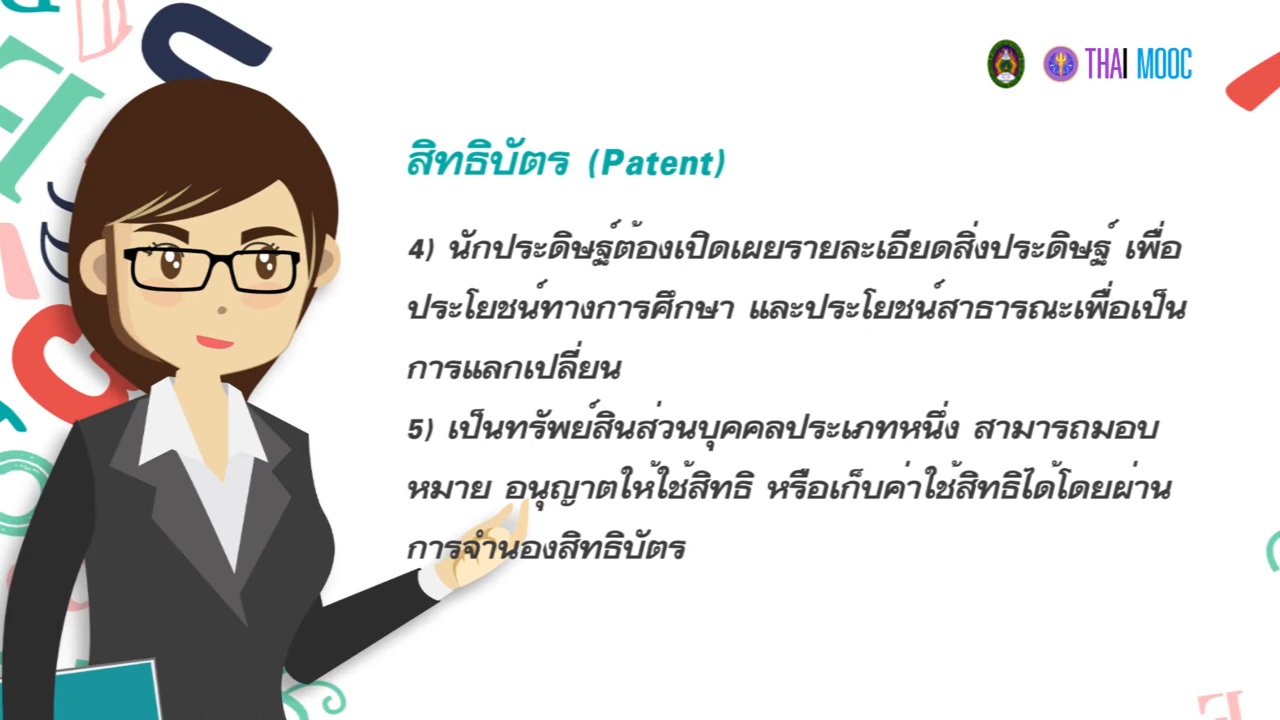 THAI MOOC
สิทธิบัตร (Patent)
4) นักประดิษฐ์ต้องเปิดเผยรายละเอียดสิ่งประดิษฐ์ เพื่อ
ประโยชน์ทางการศึกษา และประโยชน์สาธารณะเพื่อเป็น
การแลกเปลี่ยน
5) เป็นทรัพย์สินส่วนบุคคลประเภทหนึ่ง สามารถมอบ
หมาย อนุญาตให้ใช้สิทธิ หรือเก็บค่าใช้สิทธิได้โดยผ่าน
การจำนองสิทธิบัตร